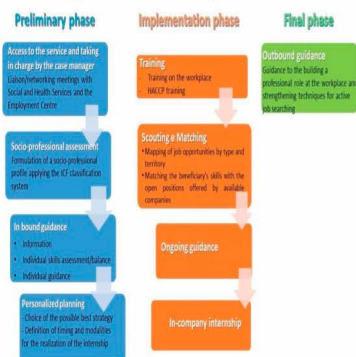 Preliminary phase
Access to the service and taking
in charge by the case manager
Liaison/networking meetings with
Social and Health Services and the
Employment Centre
Socio-professional assessment
Formulation of a socio-professional
profile applying the ICF classification
system
In bound guidance
• Information
• Individual skills assessment/balance
• Individual guidance
Personalized planning
- Choice of the possible best strategy
- Definition of timing and modalities
for the realization of the internship
Implementation phase
Training
- Training on the workplace
- HACCP training
Scouting e Matching
•Mapping of job opportunities by type and
territory
•Matching the beneficiary's skills with the
open positions offered by available
companies
Ongoing guidance
In-company internship
Final phase
Outbound guidance
Guidance to the building a
professional role at the workplace and
strengthening techniques for active
job searching